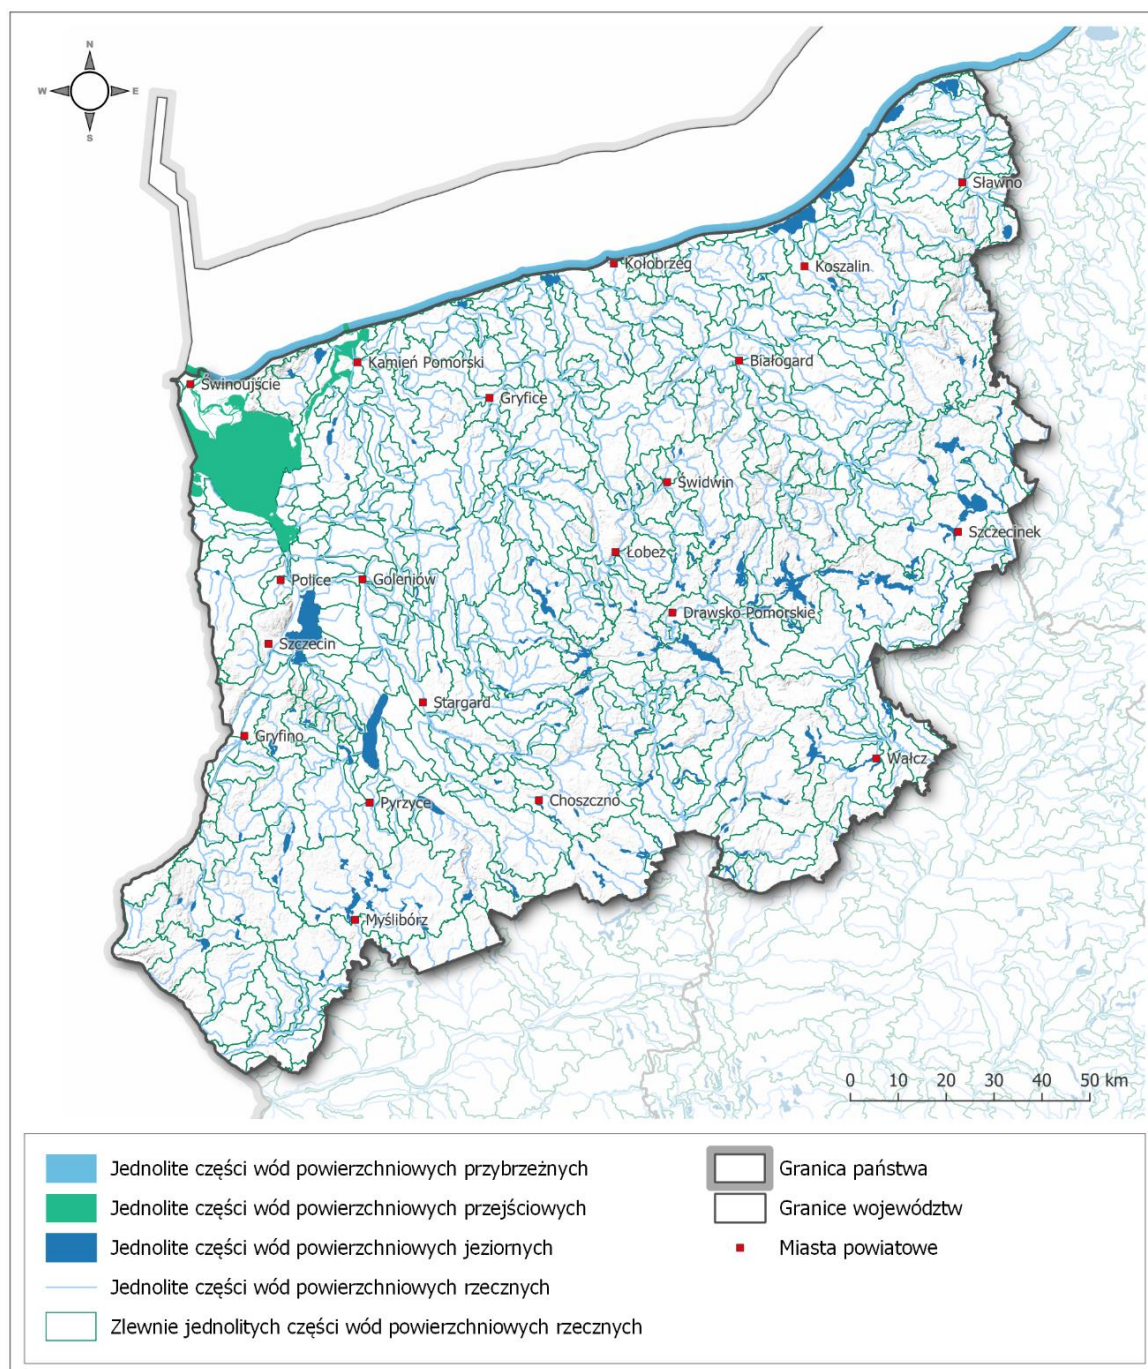 N
W E
S
Sławno
Kołobrzeg
Koszalin
Kamień Pomorski
Białogard
Świnoujście
Gryfice
Świdwin
Szczecinek
Łobez
Police
Goleniów
Drawsko Pomorskie
Szczecin
Stargard
Gryfino
Wałcz
Pyrzyce
Choszczno
Myślibórz
0 10 20 30 40 50 km
Jednolite części wód powierzchniowych przybrzeżnych
Jednolite części wód powierzchniowych przejściowych
Jednolite części wód powierzchniowych jeziornych
Jednolite części wód powierzchniowych rzecznych
Zlewnie jednolitych części wód powierzchniowych rzecznych
Granica państwa
Granice województw
Miasta powiatowe